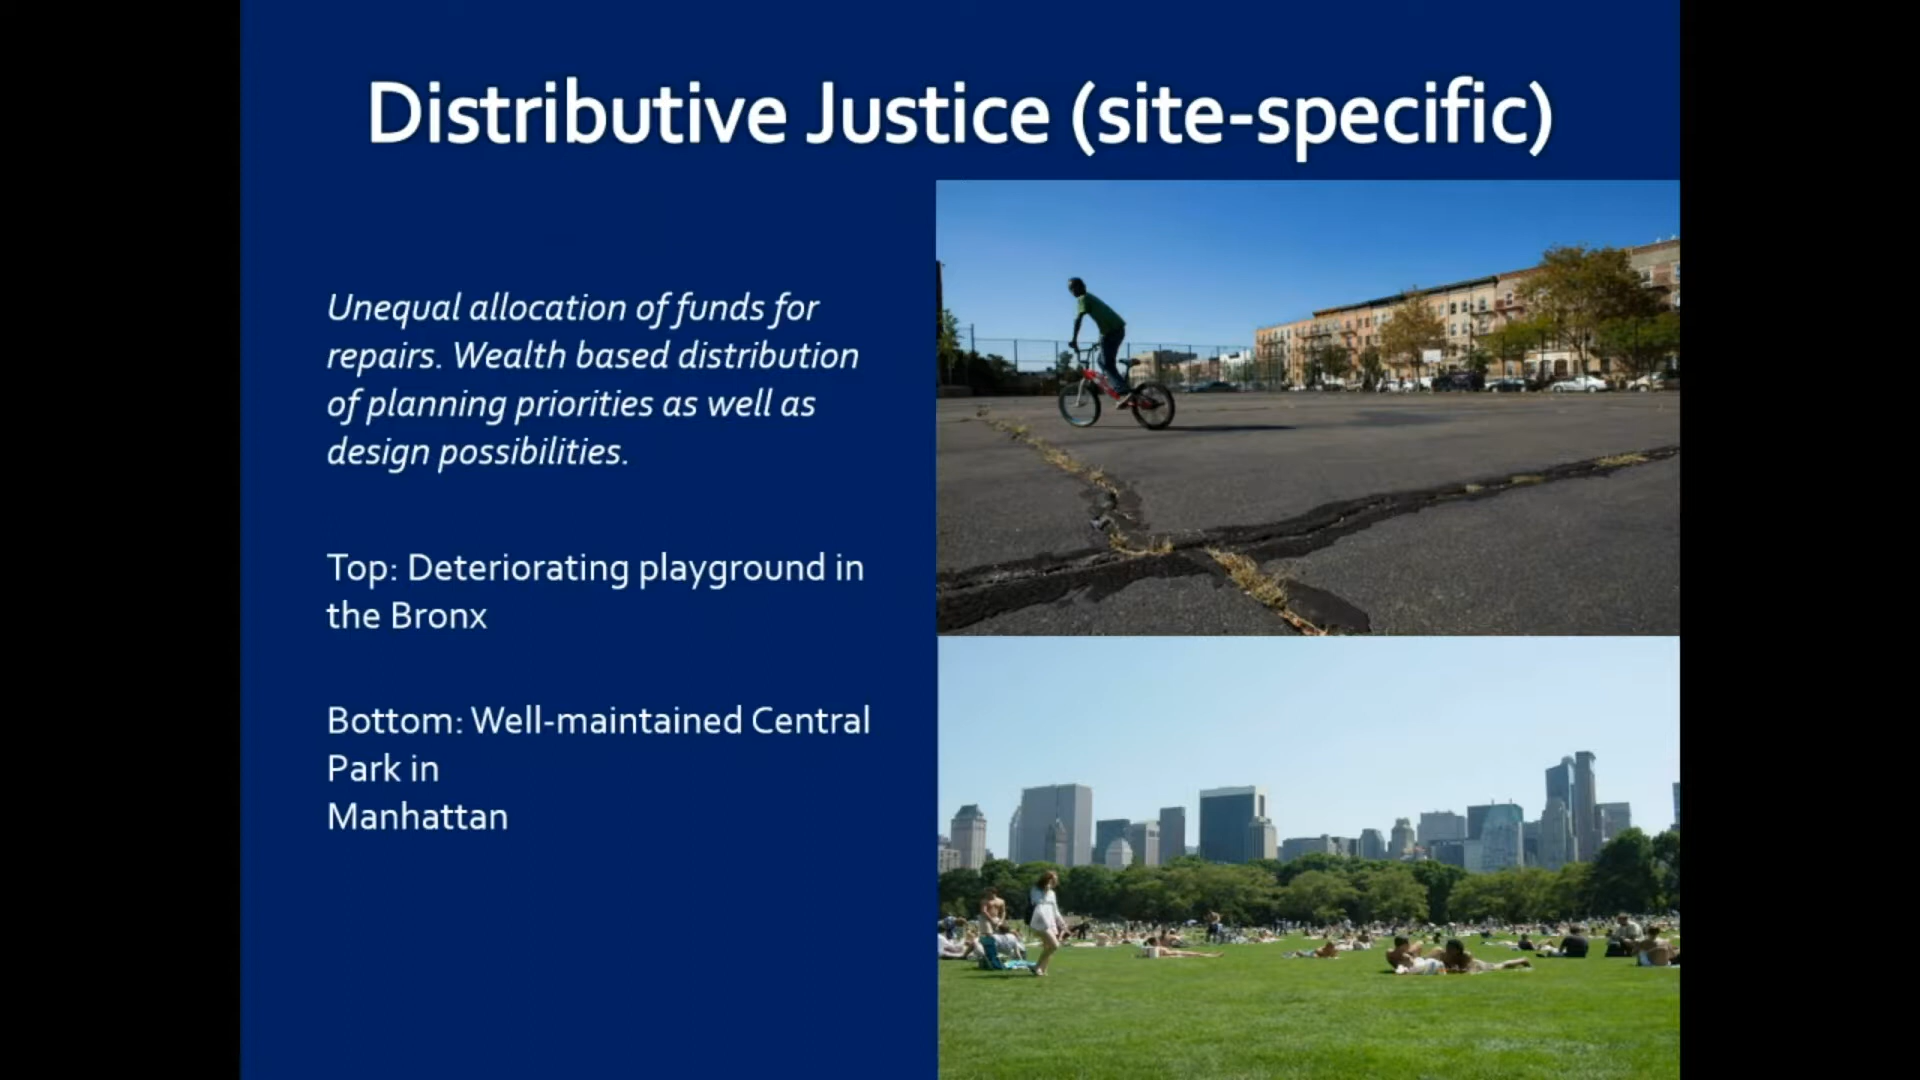 Distributive Justice (site-specific)
Unequal allocation of funds for
repairs. Wealth based distribution
of planning priorities as well as
design possibilities.
Top: Deteriorating playground in
the Bronx
Bottom: Well-maintained Central
Park in
Manhattan